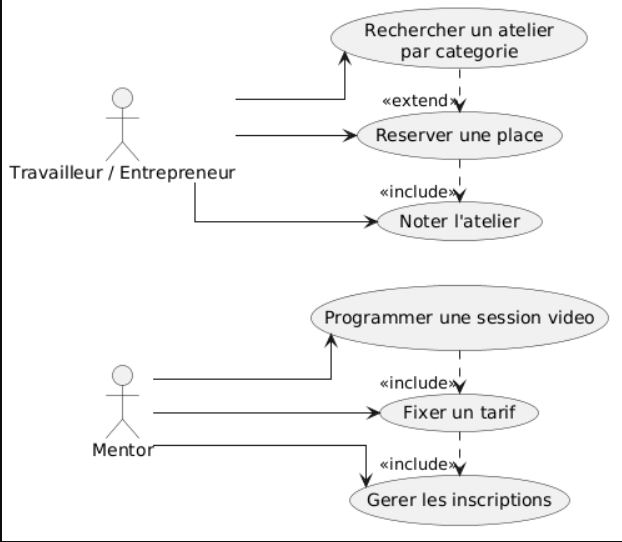 Rechercher un atelier
par categorie
«extend»
Reserver une place
Travailleur / Entrepreneur
«include»
Noter l'atelier
Programmer une session video
«include»
Fixer un tarif
Mentor
«include»
Gerer les inscriptions